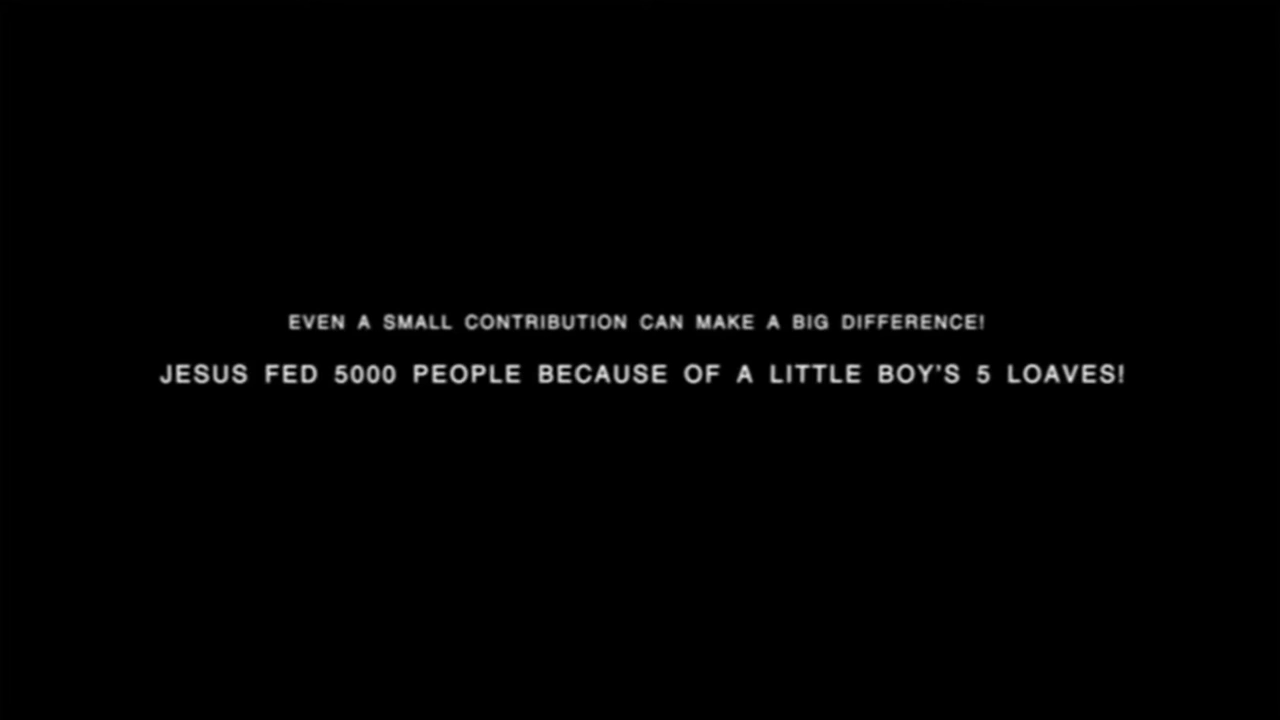 EVEN A SMALL CONTRIBUTION CAN MAKE A BIG DIFFERENCE!
JESUS FED 5000 PEOPLE BECAUSE OF A LITTLE BOY'S 5 LOAVES!